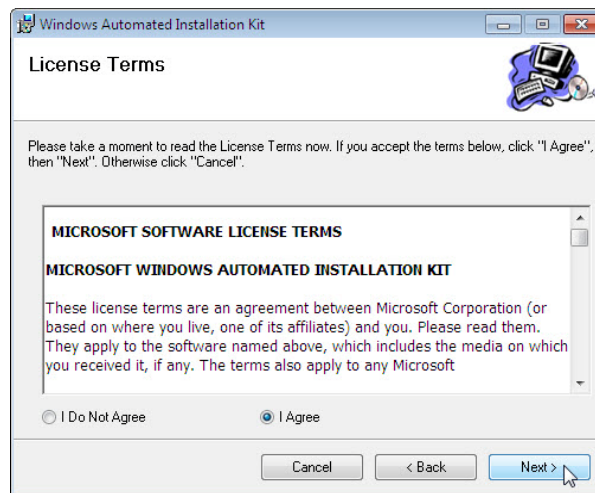 Windows Automated Installation Kit
License Terms
Please take a moment to read the License Terms now. If you accept the terms below, click "I Agree",
then "Next". Otherwise click "Cancel".
MICROSOFT SOFTWARE LICENSE TERMS
MICROSOFT WINDOWS AUTOMATED INSTALLATION KIT
These license terms are an agreement between Microsoft Corporation (or
based on where you live, one of its affiliates) and you. Please read them.
They apply to the software named above, which includes the media on which
you received it, if any. The terms also apply to any Microsoft
I Do Not Agree
I Agree
Cancel
< Back
Next >